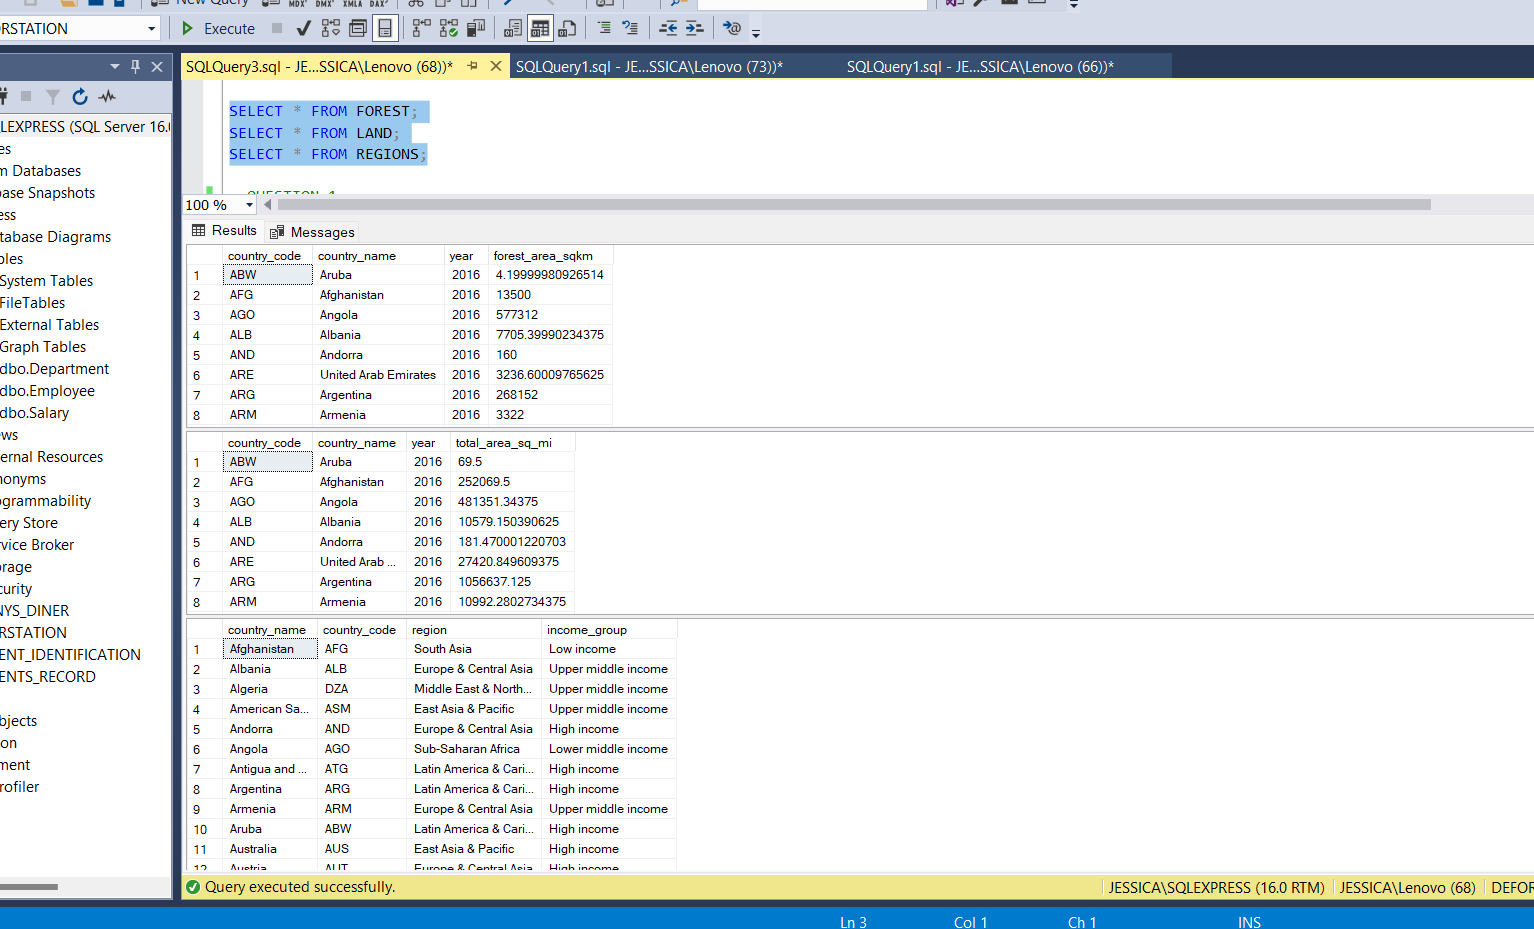 New Query
MDX
DMX
XMLA
DAX
RSTATION
Execute
SQLQuery3.sql - JE...SSICA\Lenovo (68))*
SQLQuery1.sql - JE...SSICA\Lenovo (73))*
SQLQuery1.sql - JE...SSICA\Lenovo (66))*
LEXPRESS (SQL Server 16.
es
m Databases
base Snapshots
ess
tabase Diagrams
bles
System Tables
FileTables
External Tables
Graph Tables
dbo.Department
dbo.Employee
dbo.Salary
ews
ernal Resources
nonyms
ogrammability
ery Store
rvice Broker
orage
curity
NYS_DINER
RSTATION
ENT_IDENTIFICATION
ENTS_RECORD
bjects
on
ment
rofiler
SELECT * FROM FOREST;
SELECT * FROM LAND;
SELECT * FROM REGIONS;
QUESTION 1
100 %
Results
Messages
country_code country_name year forest_area_sqkm
1 ABW Aruba 2016 4.19999980926514
2 AFG Afghanistan 2016 13500
3 AGO Angola 2016 577312
4 ALB Albania 2016 7705.39990234375
5 AND Andorra 2016 160
6 ARE United Arab Emirates 2016 3236.60009765625
7 ARG Argentina 2016 268152
8 ARM Armenia 2016 3322
country_code country_name year total_area_sq_mi
1 ABW Aruba 2016 69.5
2 AFG Afghanistan 2016 252069.5
3 AGO Angola 2016 481351.34375
4 ALB Albania 2016 10579.150390625
5 AND Andorra 2016 181.470001220703
6 ARE United Arab ... 2016 27420.849609375
7 ARG Argentina 2016 1056637.125
8 ARM Armenia 2016 10992.2802734375
country_name country_code region income_group
1 Afghanistan AFG South Asia Low income
2 Albania ALB Europe & Central Asia Upper middle income
3 Algeria DZA Middle East & North... Upper middle income
4 American Sa... ASM East Asia & Pacific Upper middle income
5 Andorra AND Europe & Central Asia High income
6 Angola AGO Sub-Saharan Africa Lower middle income
7 Antigua and ... ATG Latin America & Cari... High income
8 Argentina ARG Latin America & Cari... High income
9 Armenia ARM Europe & Central Asia Upper middle income
10 Aruba ABW Latin America & Cari... High income
11 Australia AUS East Asia & Pacific High income
12 Austria AUT Europe & Central Asia High income
Query executed successfully.
JESSICA\SQLEXPRESS (16.0 RTM)
JESSICA\Lenovo (68)
DEFOR
Ln 3
Col 1
Ch 1
INS